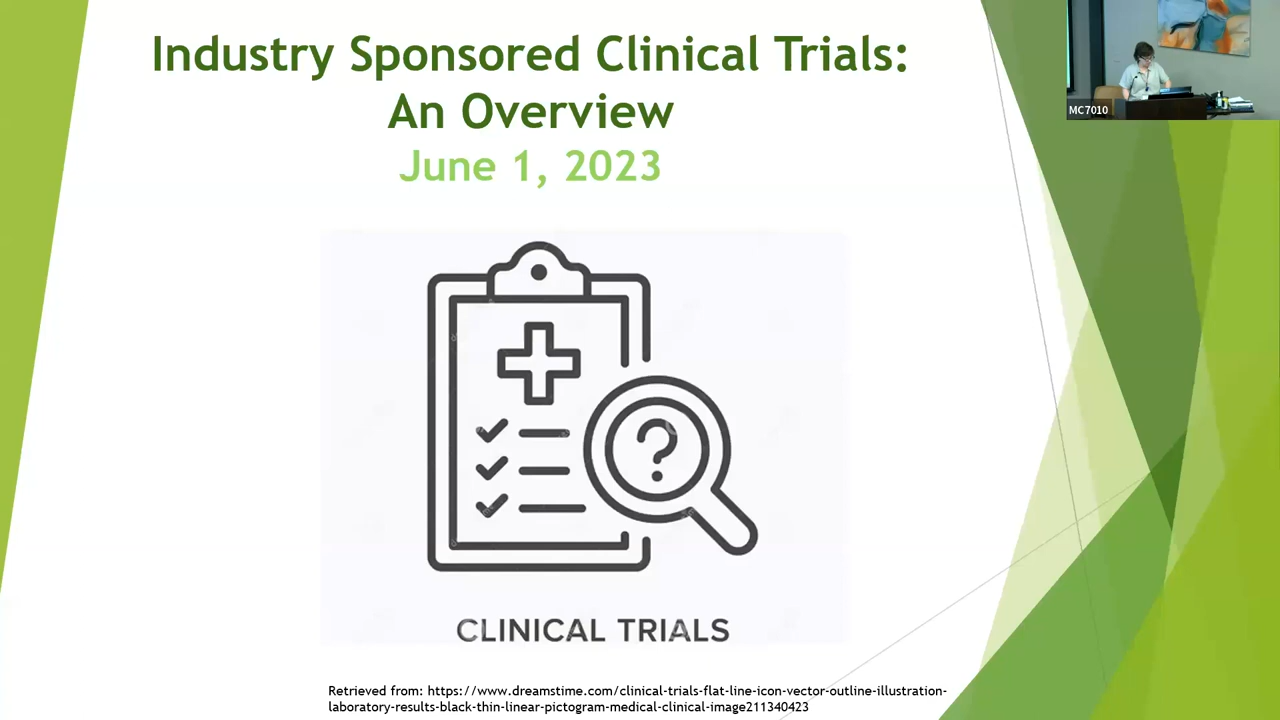 Industry Sponsored Clinical Trials:
An Overview
June 1, 2023
MC7010
CLINICAL TRIALS
Retrieved from: https://www.dreamstime.com/clinical-trials-flat-line-icon-vector-outline-illustration-
laboratory-results-black-thin-linear-pictogram-medical-clinical-image211340423